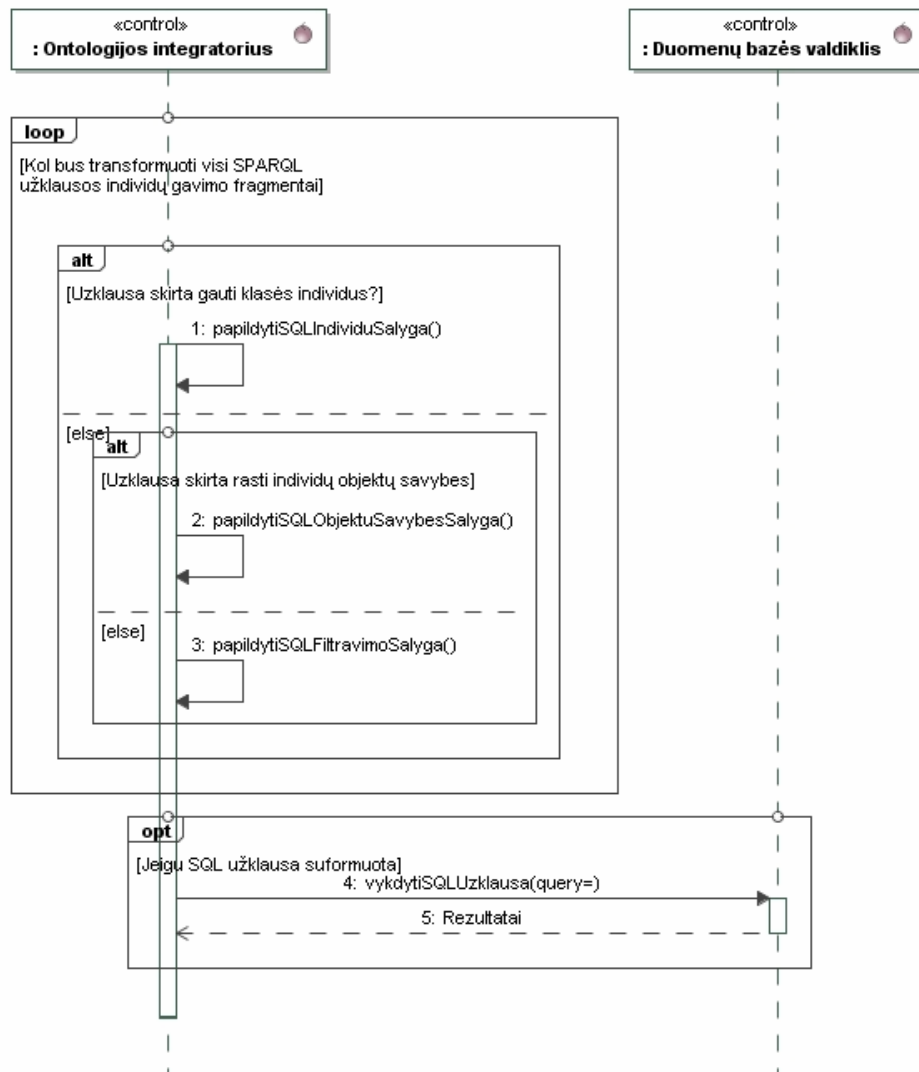 «control»
: Ontologijos integratorius
«control»
: Duomenų bazės valdiklis
loop
[Kol bus transformuoti visi SPARQL
užklausos individų gavimo fragmentai]
alt
[Uzklausa skirta gauti klasės individus?]
1: papildytiSQLIndividuSalyga()
[else]
alt
[Uzklausa skirta rasti individų objektų savybes]
2: papildytiSQLObjektuSavybesSalyga()
[else]
3: papildytiSQLFiltravimoSalyga()
opt
[Jeigu SQL užklausa suformuota]
4: vykdytiSQLUzklausa(query=)
5: Rezultatai